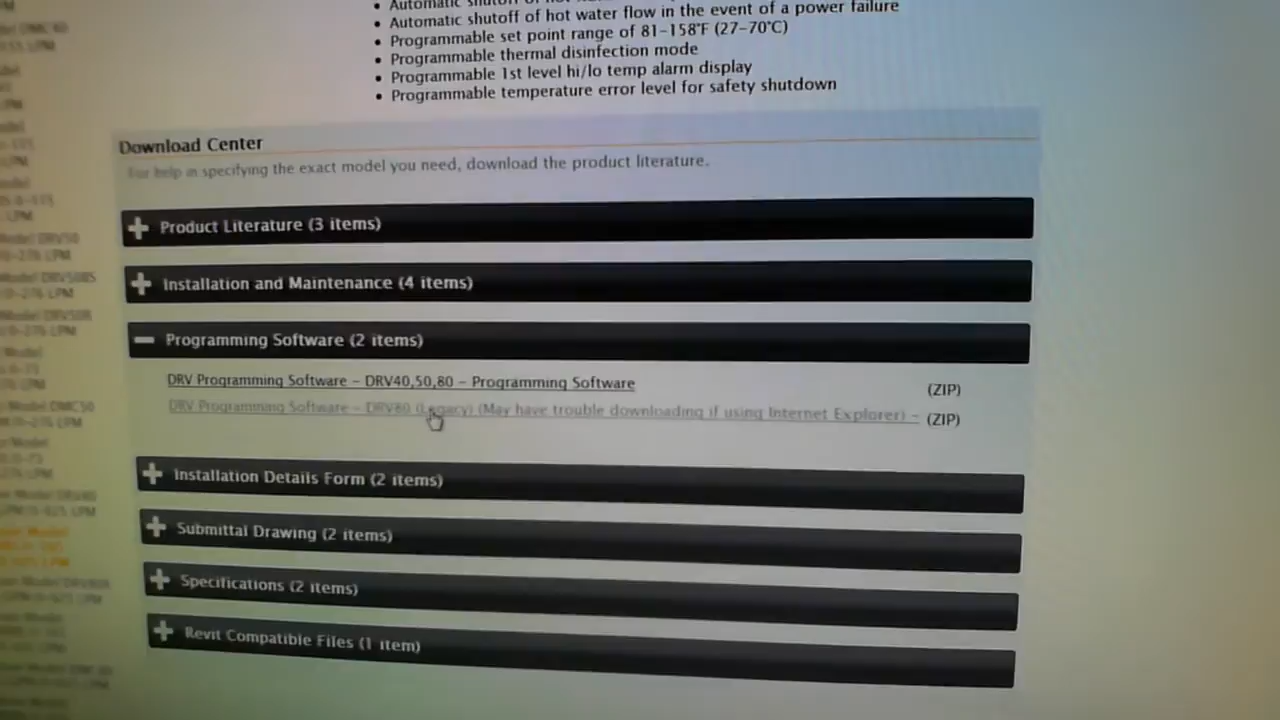 Automatic
Automatic shutoff of hot water flow in the event of a power failure
Programmable set point range of 81–158°F (27–70°C)
Programmable thermal disinfection mode
Programmable 1st level hi/lo temp alarm display
Programmable temperature error level for safety shutdown
Download Center
For help in specifying the exact model you need, download the product literature.
Product Literature (3 items)
Installation and Maintenance (4 items)
Programming Software (2 items)
DRV Programming Software – DRV40,50,80 – Programming Software (ZIP)
DRV Programming Software – DRV80 (Legacy) (May have trouble downloading if using Internet Explorer) – (ZIP)
Installation Details Form (2 items)
Submittal Drawing (2 items)
Specifications (2 items)
Revit Compatible Files (1 item)